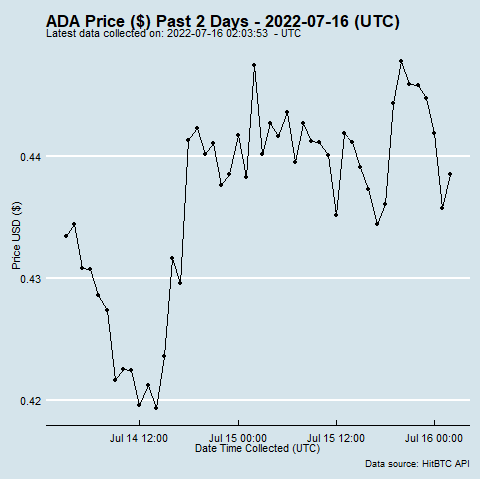 ADA Price ($) Past 2 Days - 2022-07-16 (UTC)
Latest data collected on: 2022-07-16 02:03:53 - UTC
0.44
0.43
0.42
Price USD ($)
Jul 14 12:00 Jul 15 00:00 Jul 15 12:00 Jul 16 00:00
Date Time Collected (UTC)
Data source: HitBTC API